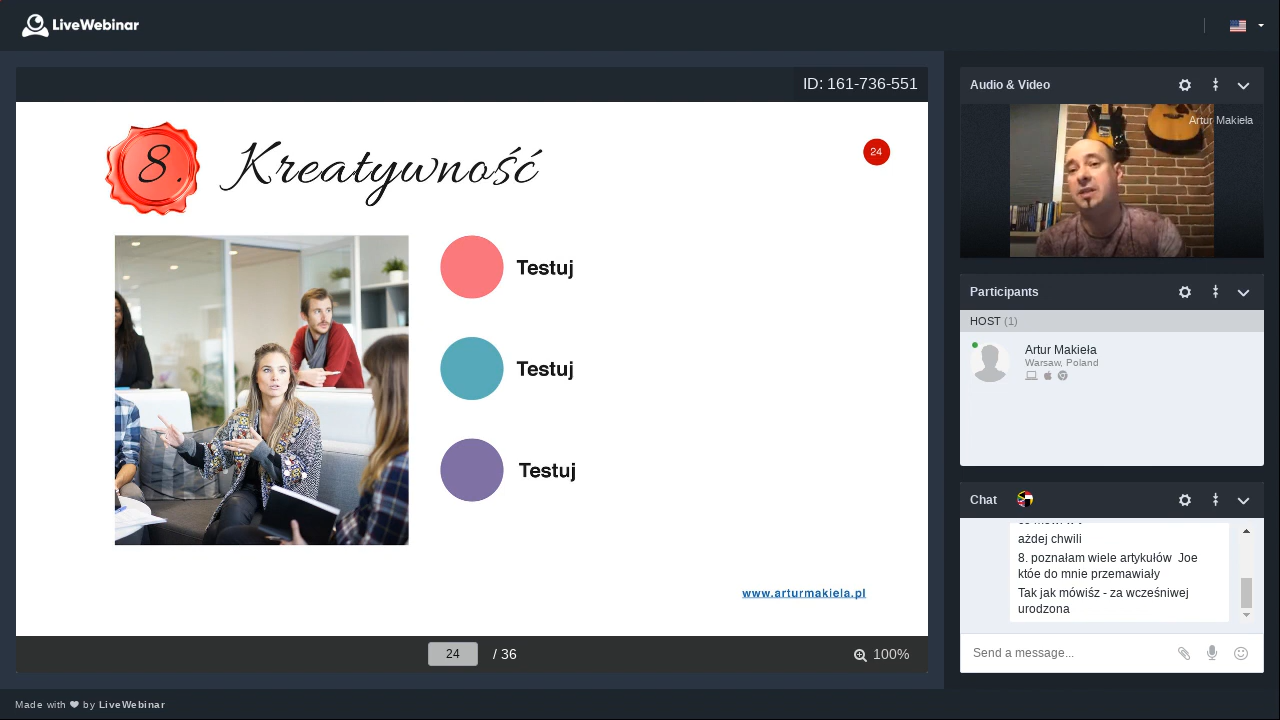 LiveWebinar
ID: 161-736-551
8. Kreatywność
24
Testuj
Testuj
Testuj
www.arturmakiela.pl
24 / 36
100%
Audio & Video
Artur Makieła
Participants
HOST (1)
Artur Makieła
Warsaw, Poland
Chat
ażdej chwili
8. poznałam wiele artykułów Joe
któe do mnie przemawiały
Tak jak mówisz - za wcześniwej
urodzona
Send a message...
Made with by LiveWebinar